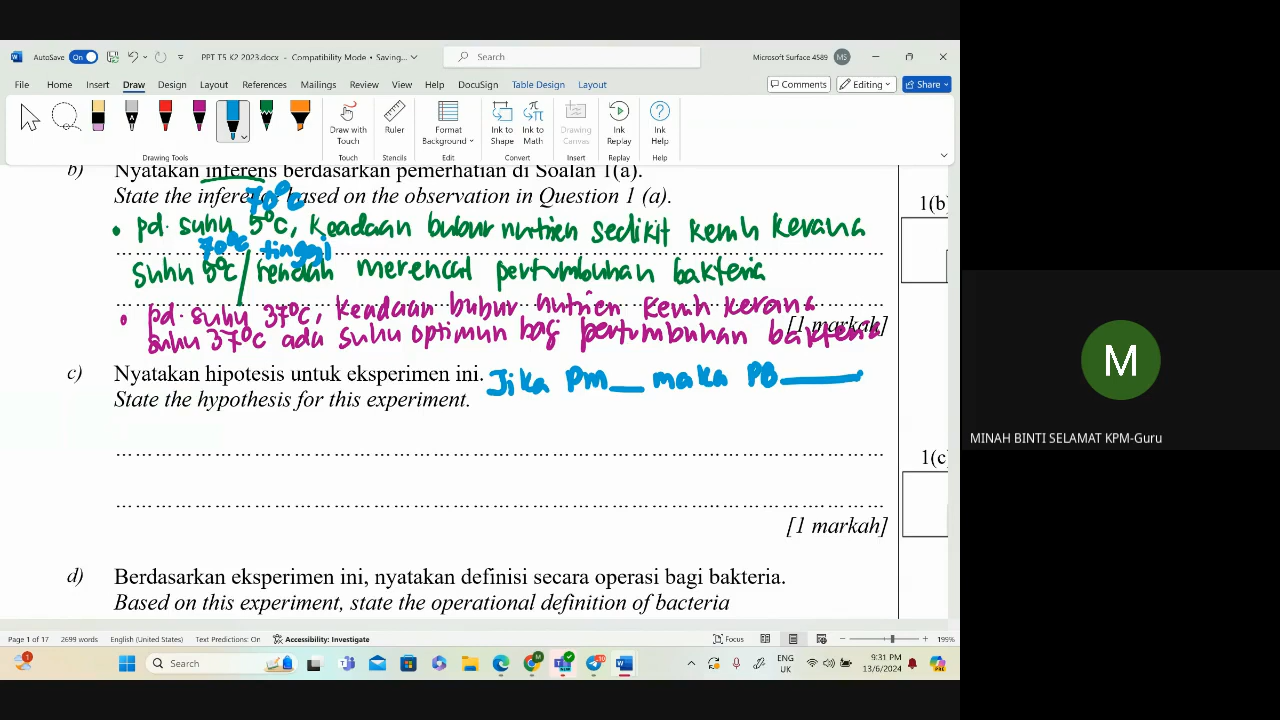 AutoSave On PPT T5 K2 2023.docx - Compatibility Mode • Saving... Search Microsoft Surface 4589 MS
File Home Insert Draw Design Layout References Mailings Review View Help DocuSign Table Design Layout Comments Editing Share
Draw with Touch Ruler Format Background Ink to Shape Ink to Math Drawing Canvas Ink Replay Ink Help
Drawing Tools Touch Stencils Edit Convert Insert Replay Help
b) Nyatakan inferens berdasarkan pemerhatian di Soalan 1(a).
State the inference based on the observation in Question 1 (a).
1(b)
70°C
• pd. suhu 5°C, keadaan bubur nutrien sedikit keruh kerana
70°C tinggi
suhu 5°C / rendah merencat pertumbuhan bakteria
• pd. suhu 37°C, keadaan bubur nutrien keruh kerana
[1 markah]
suhu 37°C ada suhu optimun bag pertumbuhan bakteria
c) Nyatakan hipotesis untuk eksperimen ini. Jika PM__ maka PB____
State the hypothesis for this experiment.
1(c)
[1 markah]
d) Berdasarkan eksperimen ini, nyatakan definisi secara operasi bagi bakteria.
Based on this experiment, state the operational definition of bacteria
Page 1 of 17 2699 words English (United States) Text Predictions: On Accessibility: Investigate Focus 199%
Search ENG UK 9:31 PM 13/6/2024
M
MINAH BINTI SELAMAT KPM-Guru